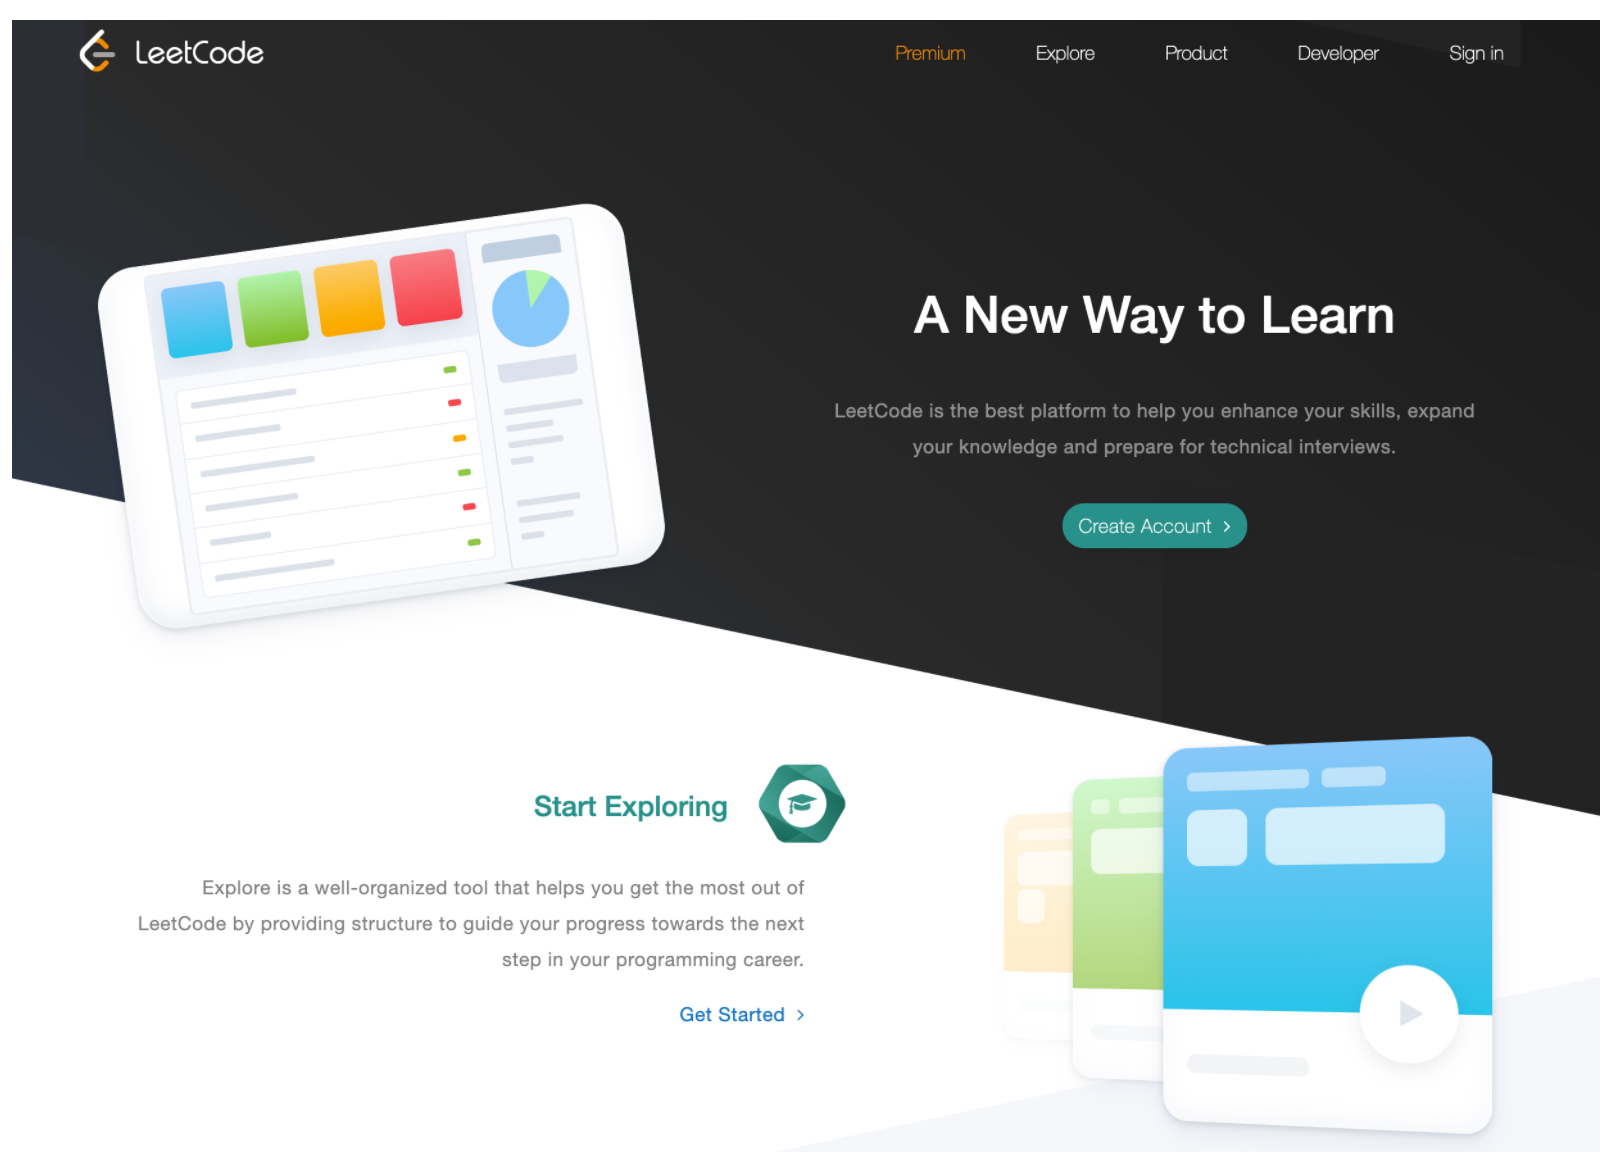 LeetCode
Premium
Explore
Product
Developer
Sign in
A New Way to Learn
LeetCode is the best platform to help you enhance your skills, expand
your knowledge and prepare for technical interviews.
Create Account
Start Exploring
Explore is a well-organized tool that helps you get the most out of
LeetCode by providing structure to guide your progress towards the next
step in your programming career.
Get Started